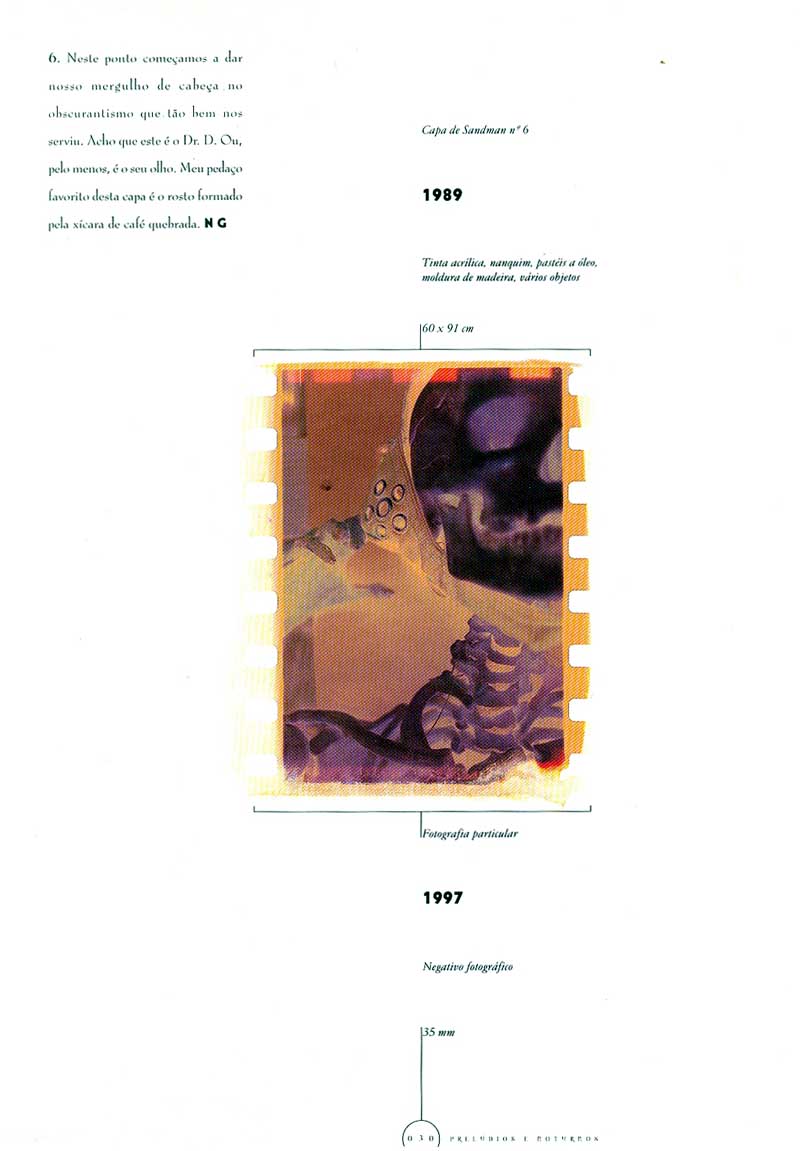 6. Neste ponto começamos a dar
nosso mergulho de cabeça no
obscurantismo que tão bem nos
serviu. Acho que este é o Dr. D. Ou,
pelo menos, é o seu olho. Meu pedaço
favorito desta capa é o rosto formado
pela xícara de café quebrada. NG
Capa de Sandman nº 6
1989
Tinta acrílica, nanquim, pastéis a óleo,
moldura de madeira, vários objetos
60 x 91 cm
Fotografia particular
1997
Negativo fotográfico
35 mm
030 PRELÚDIOS E NOTURNOS